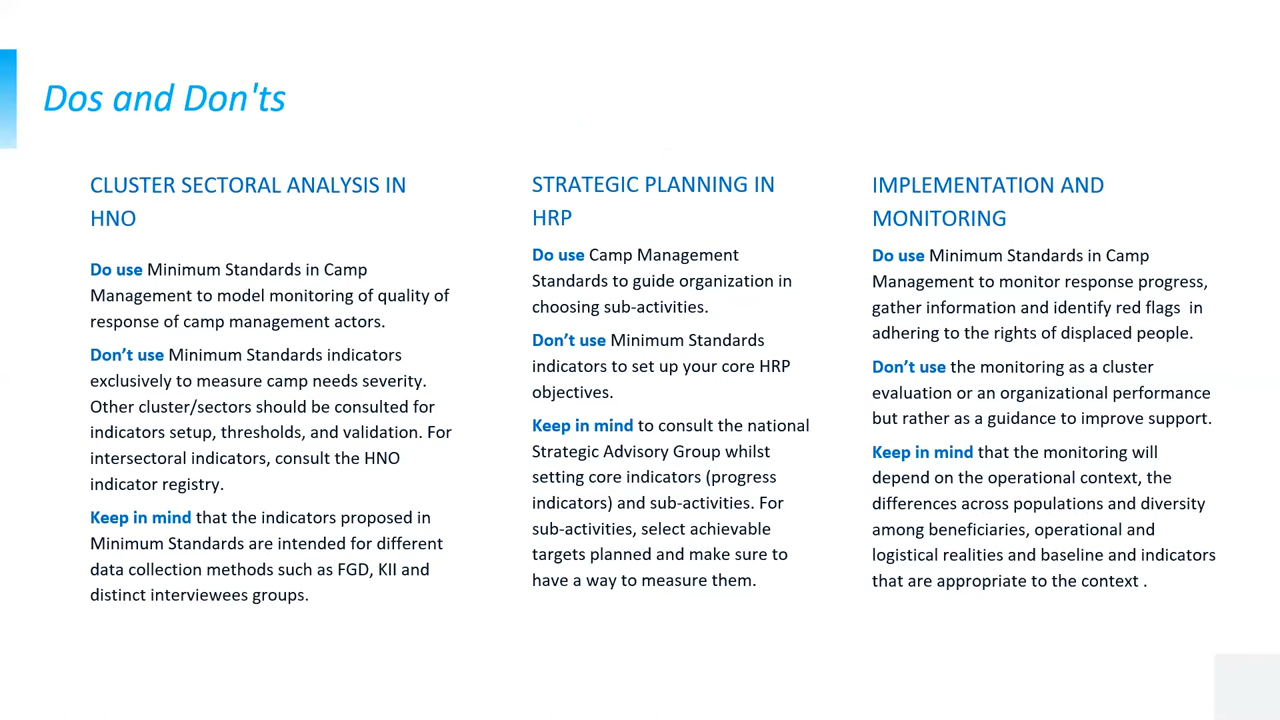 Dos and Don'ts
CLUSTER SECTORAL ANALYSIS IN
HNO
Do use Minimum Standards in Camp
Management to model monitoring of quality of
response of camp management actors.
Don’t use Minimum Standards indicators
exclusively to measure camp needs severity.
Other cluster/sectors should be consulted for
indicators setup, thresholds, and validation. For
intersectoral indicators, consult the HNO
indicator registry.
Keep in mind that the indicators proposed in
Minimum Standards are intended for different
data collection methods such as FGD, KII and
distinct interviewees groups.
STRATEGIC PLANNING IN
HRP
Do use Camp Management
Standards to guide organization in
choosing sub-activities.
Don’t use Minimum Standards
indicators to set up your core HRP
objectives.
Keep in mind to consult the national
Strategic Advisory Group whilst
setting core indicators (progress
indicators) and sub-activities. For
sub-activities, select achievable
targets planned and make sure to
have a way to measure them.
IMPLEMENTATION AND
MONITORING
Do use Minimum Standards in Camp
Management to monitor response progress,
gather information and identify red flags  in
adhering to the rights of displaced people.
Don’t use the monitoring as a cluster
evaluation or an organizational performance
but rather as a guidance to improve support.
Keep in mind that the monitoring will
depend on the operational context, the
differences across populations and diversity
among beneficiaries, operational and
logistical realities and baseline and indicators
that are appropriate to the context .